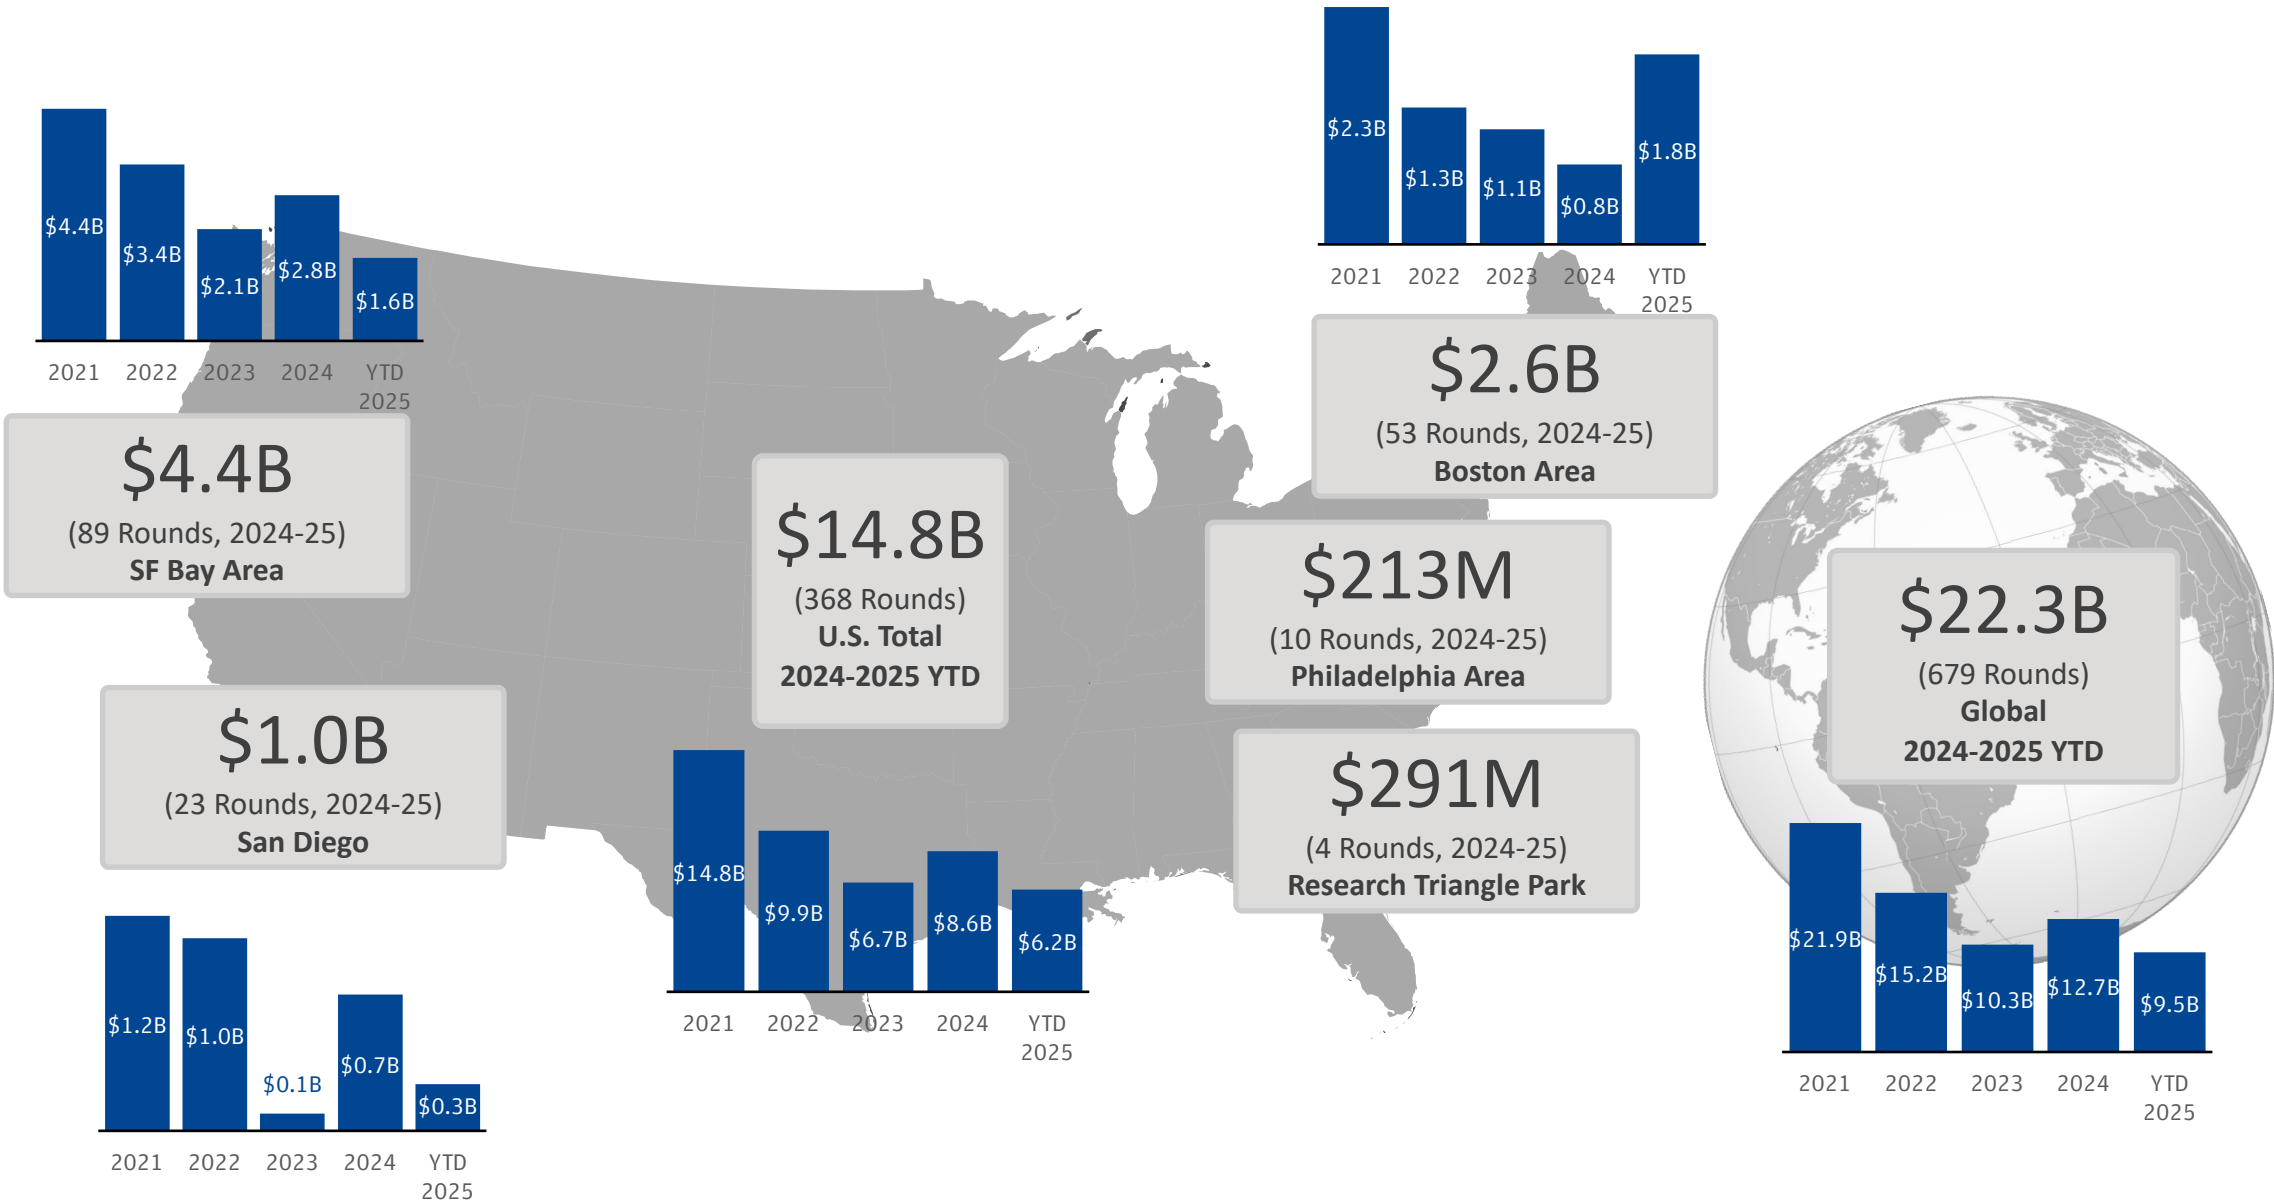 $4.4B
$3.4B
$2.1B
$2.8B
$1.6B
2021 2022 2023 2024 YTD
2025
$4.4B
(89 Rounds, 2024-25)
SF Bay Area
$1.0B
(23 Rounds, 2024-25)
San Diego
$1.2B
$1.0B
$0.1B
$0.7B
$0.3B
2021 2022 2023 2024 YTD
2025
$14.8B
(368 Rounds)
U.S. Total
2024-2025 YTD
$14.8B
$9.9B
$6.7B
$8.6B
$6.2B
2021 2022 2023 2024 YTD
2025
$2.3B
$1.3B
$1.1B
$0.8B
$1.8B
2021 2022 2023 2024 YTD
2025
$2.6B
(53 Rounds, 2024-25)
Boston Area
$213M
(10 Rounds, 2024-25)
Philadelphia Area
$291M
(4 Rounds, 2024-25)
Research Triangle Park
$22.3B
(679 Rounds)
Global
2024-2025 YTD
$21.9B
$15.2B
$10.3B
$12.7B
$9.5B
2021 2022 2023 2024 YTD
2025